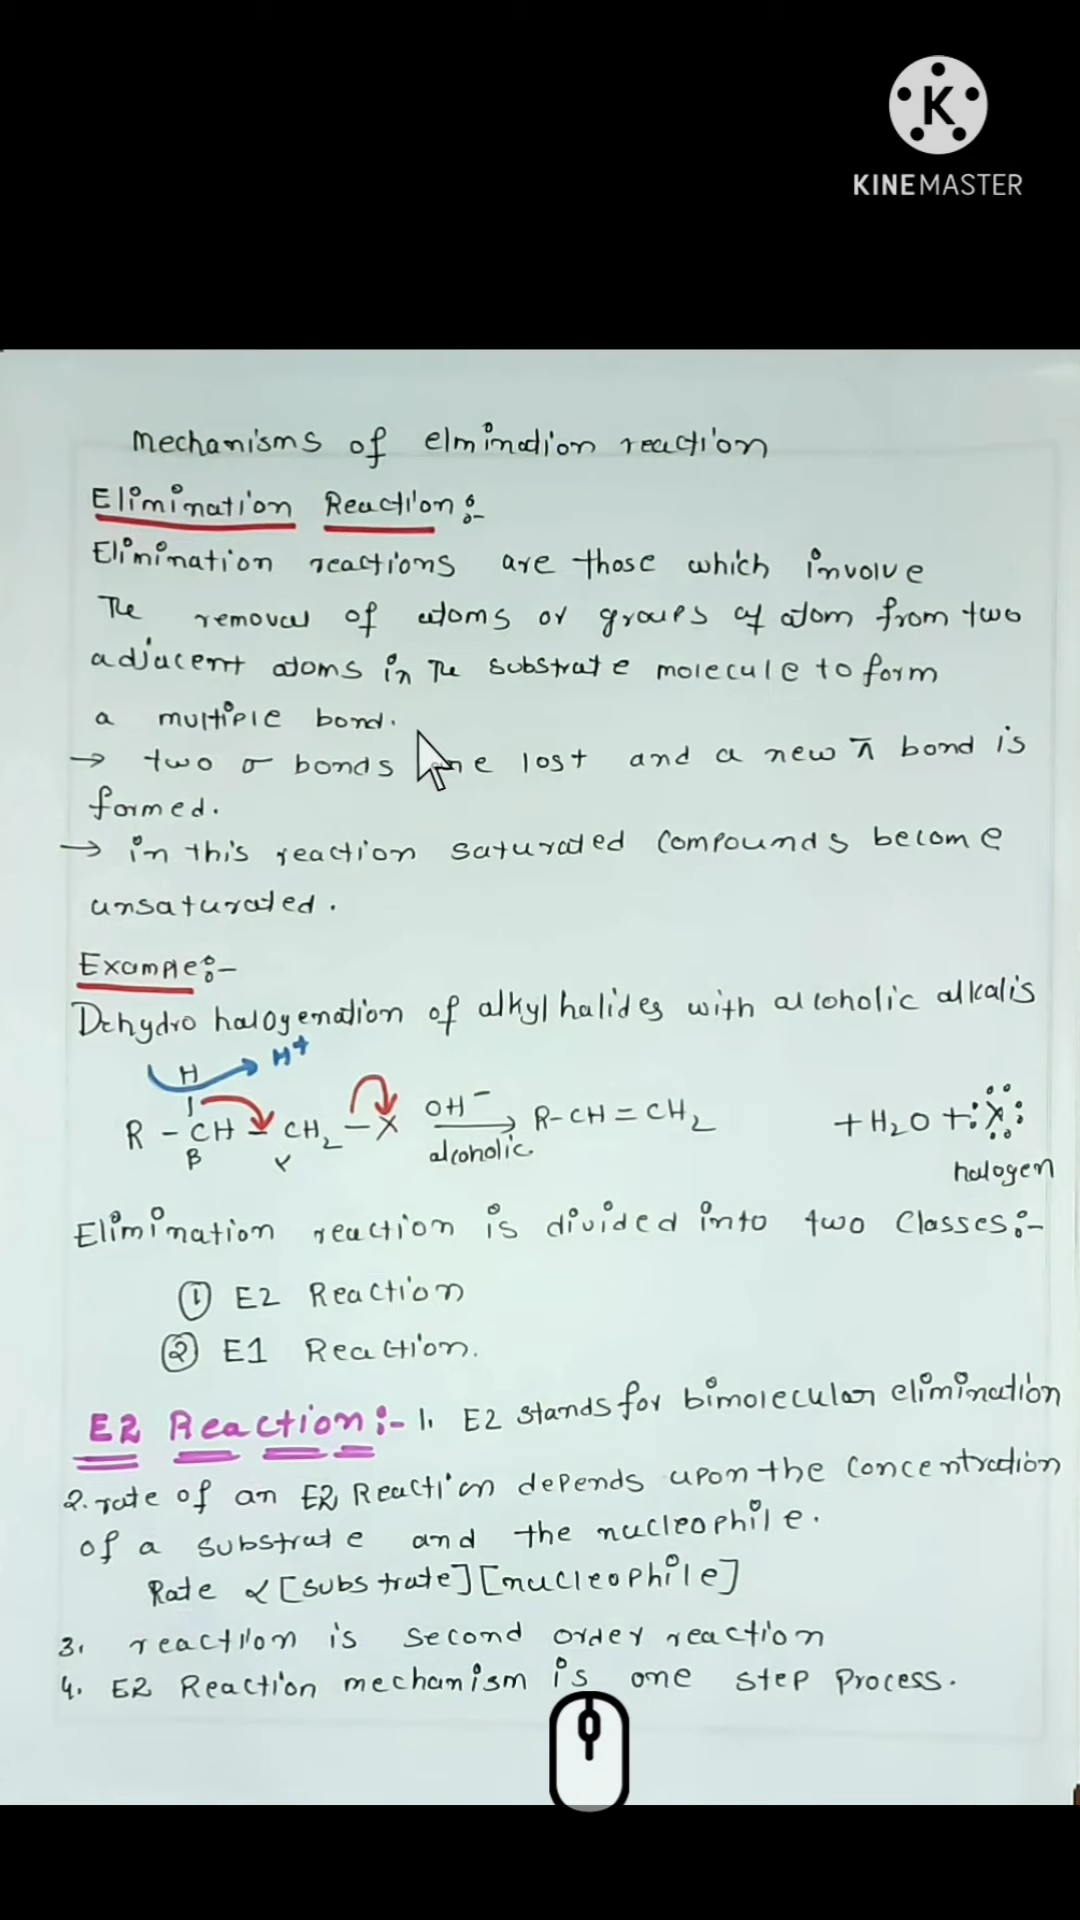 K
KINEMASTER
Mechanisms of elmination reaction
Elimination Reaction :-
Elimination reactions are those which involve
The removal of atoms or groups of atom from two
adjacent atoms in The substrate molecule to form
a multiple bond.
→ two σ bonds are lost and a new π bond is
formed.
→ in this reaction saturated compounds become
unsaturated.
Example:-
Dehydro halogenation of alkyl halides with alcoholic alkalis
H H+
R - CH - CH2 - X OH- → R-CH=CH2 + H2O + :X:
β α alcoholic halogen
Elimination reaction is divided into two classes:-
① E2 Reaction
② E1 Reaction.
E2 Reaction:- 1. E2 stands for bimolecular elimination
2. rate of an E2 Reaction depends upon the concentration
of a substrate and the nucleophile.
Rate α [substrate][nucleophile]
3. reaction is second order reaction
4. E2 Reaction mechanism is one step process.